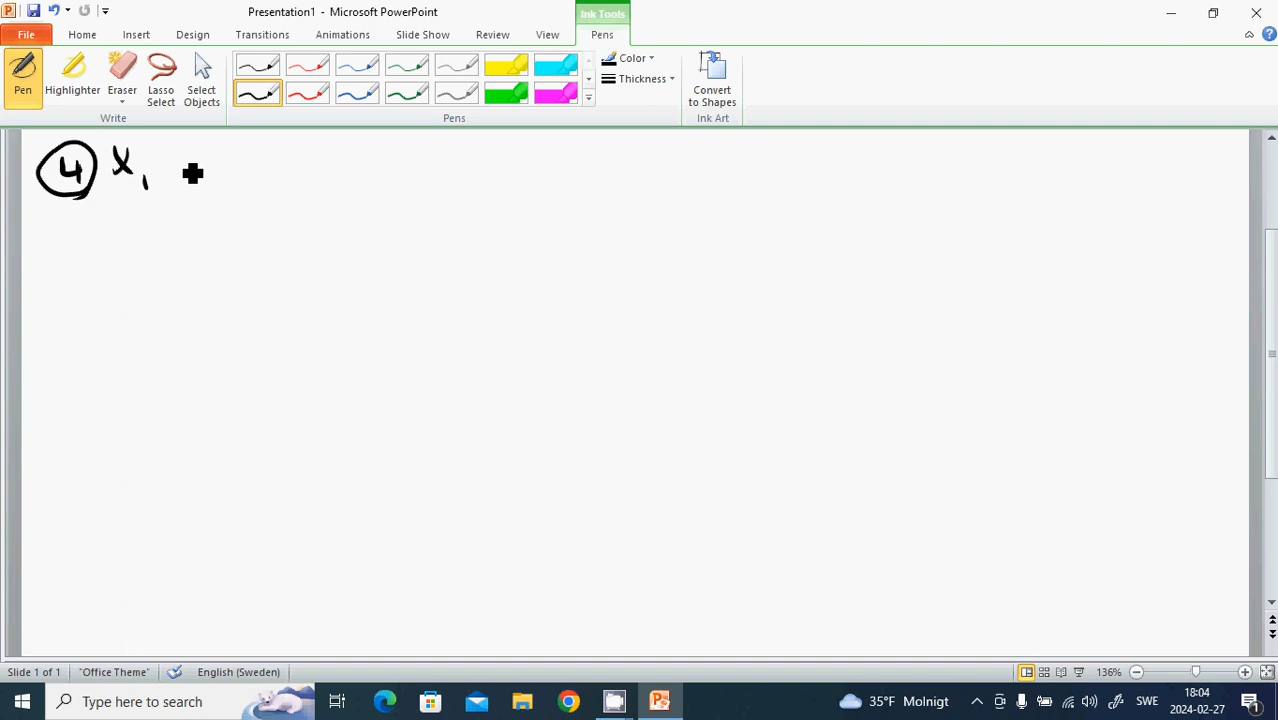 Presentation1 - Microsoft PowerPoint
Ink Tools
File Home Insert Design Transitions Animations Slide Show Review View Pens
Pen Highlighter Eraser Lasso Select Select Objects
Color
Thickness
Convert to Shapes
Write Pens Ink Art
4 X1
Slide 1 of 1 "Office Theme" English (Sweden) 136%
Type here to search 35°F Molnigt SWE 18:04
2024-02-27 1